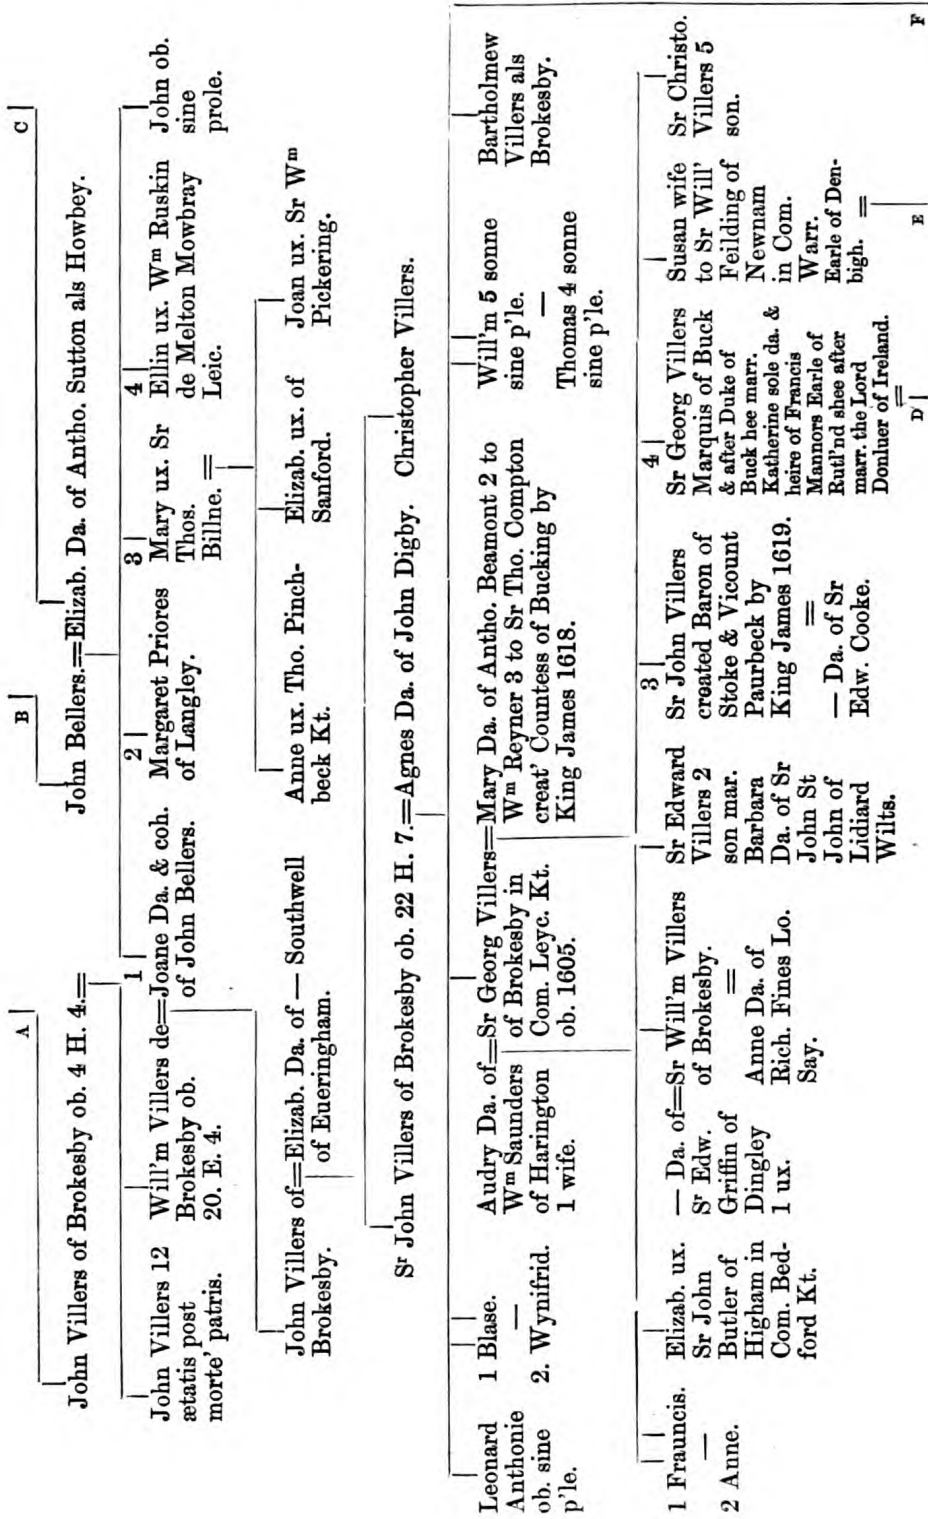 A
B
C
John Villers of Brokesby ob. 4 H. 4.=
John Bellers.=Elizab. Da. of Antho. Sutton als Howbey.
John Villers 12
ætatis post
morte' patris.
Will'm Villers de=Joane Da. & coh.
Brokesby ob.
20. E. 4.
1
of John Bellers.
2
Margaret Priores
of Langley.
3
Mary ux. Sr
Thos.
Billne. =
4
Ellin ux. Wm Ruskin
de Melton Mowbray
Leic.
John ob.
sine
prole.
John Villers of=Elizab. Da. of — Southwell
Brokesby.
of Eueringham.
Anne ux. Tho. Pinch-
beck Kt.
Elizab. ux. of
Sanford.
Joan ux. Sr Wm
Pickering.
Sr John Villers of Brokesby ob. 22 H. 7.=Agnes Da. of John Digby.
Christopher Villers.
Leonard
Anthonie
ob. sine
p'le.
1 Blase.
—
2. Wynifrid.
Audry Da. of=Sr Georg Villers=Mary Da. of Antho. Beamont 2 to
Wm Saunders
of Harington
1 wife.
of Brokesby in
Com. Leyc. Kt.
ob. 1605.
Wm Reyner 3 to Sr Tho. Compton
creat' Countess of Bucking by
King James 1618.
Will'm 5 sonne
sine p'le.
—
Thomas 4 sonne
sine p'le.
Bartholmew
Villers als
Brokesby.
1 Frauncis.
—
2 Anne.
Elizab. ux.
Sr John
Butler of
Higham in
Com. Bed-
ford Kt.
— Da. of=Sr Will'm Villers
Sr Edw.
Griffin of
Dingley
1 ux.
of Brokesby.
=
Anne Da. of
Rich. Fines Lo.
Say.
Sr Edward
Villers 2
son mar.
Barbara
Da. of Sr
John St
John of
Lidiard
Wilts.
3
Sr John Villers
created Baron of
Stoke & Vicount
Paurbeck by
King James 1619.
=
— Da. of Sr
Edw. Cooke.
4
Sr Georg Villers
Marquis of Buck
& after Duke of
Buck hee marr.
Katherine sole da. &
heire of Francis
Mannors Earle of
Rutl'nd shee after
marr. the Lord
Donluer of Ireland.
=
D
Susan wife
to Sr Will'
Feilding of
Newnam
in Com.
Warr.
Earle of Den-
bigh. =
E
Sr Christo.
Villers 5
son.
F